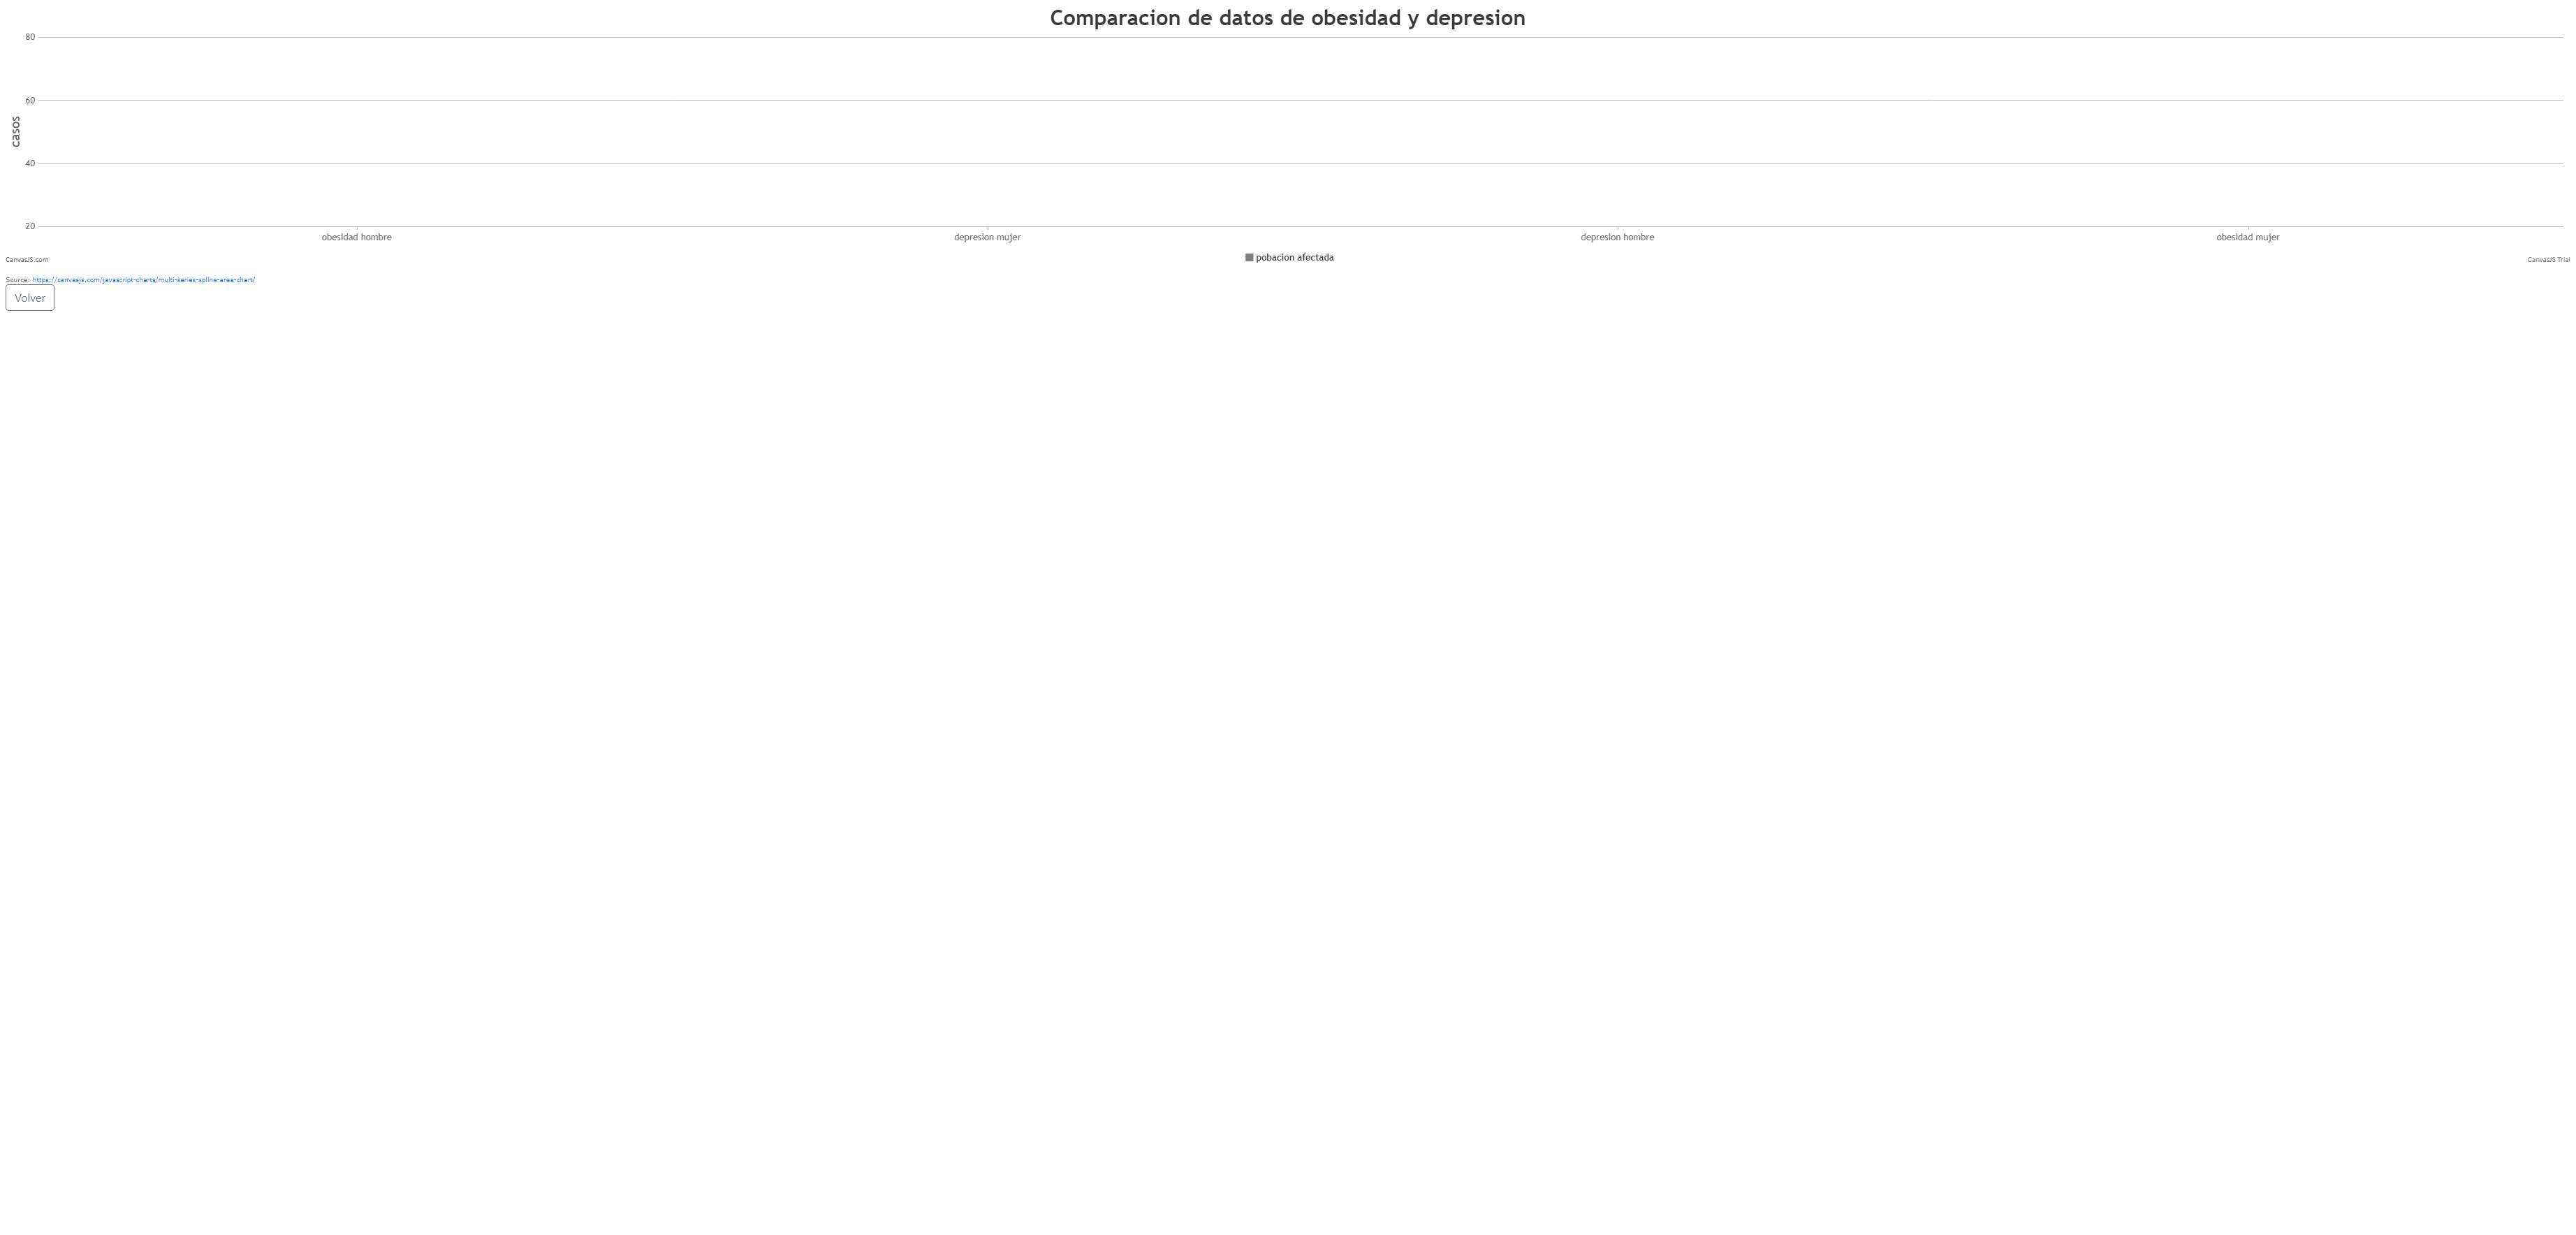 Comparacion de datos de obesidad y depresion
80
60
casos
40
20
obesidad hombre depresion mujer depresion hombre obesidad mujer
pobacion afectada
CanvasJS.com CanvasJS Trial
Source: https://canvasjs.com/javascript-charts/multi-series-spline-area-chart/
Volver